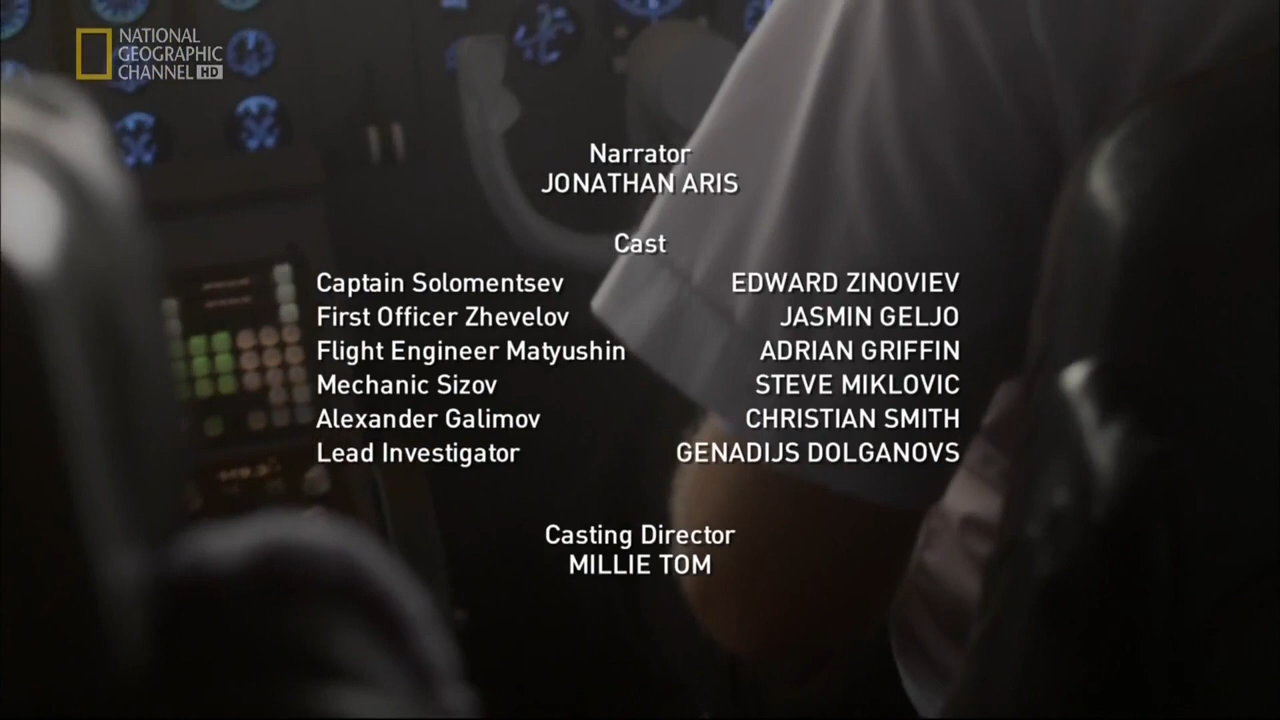 NATIONAL
GEOGRAPHIC
CHANNEL HD
Narrator
JONATHAN ARIS
Cast
Captain Solomentsev EDWARD ZINOVIEV
First Officer Zhevelov JASMIN GELJO
Flight Engineer Matyushin ADRIAN GRIFFIN
Mechanic Sizov STEVE MIKLOVIC
Alexander Galimov CHRISTIAN SMITH
Lead Investigator GENADIJS DOLGANOVS
Casting Director
MILLIE TOM